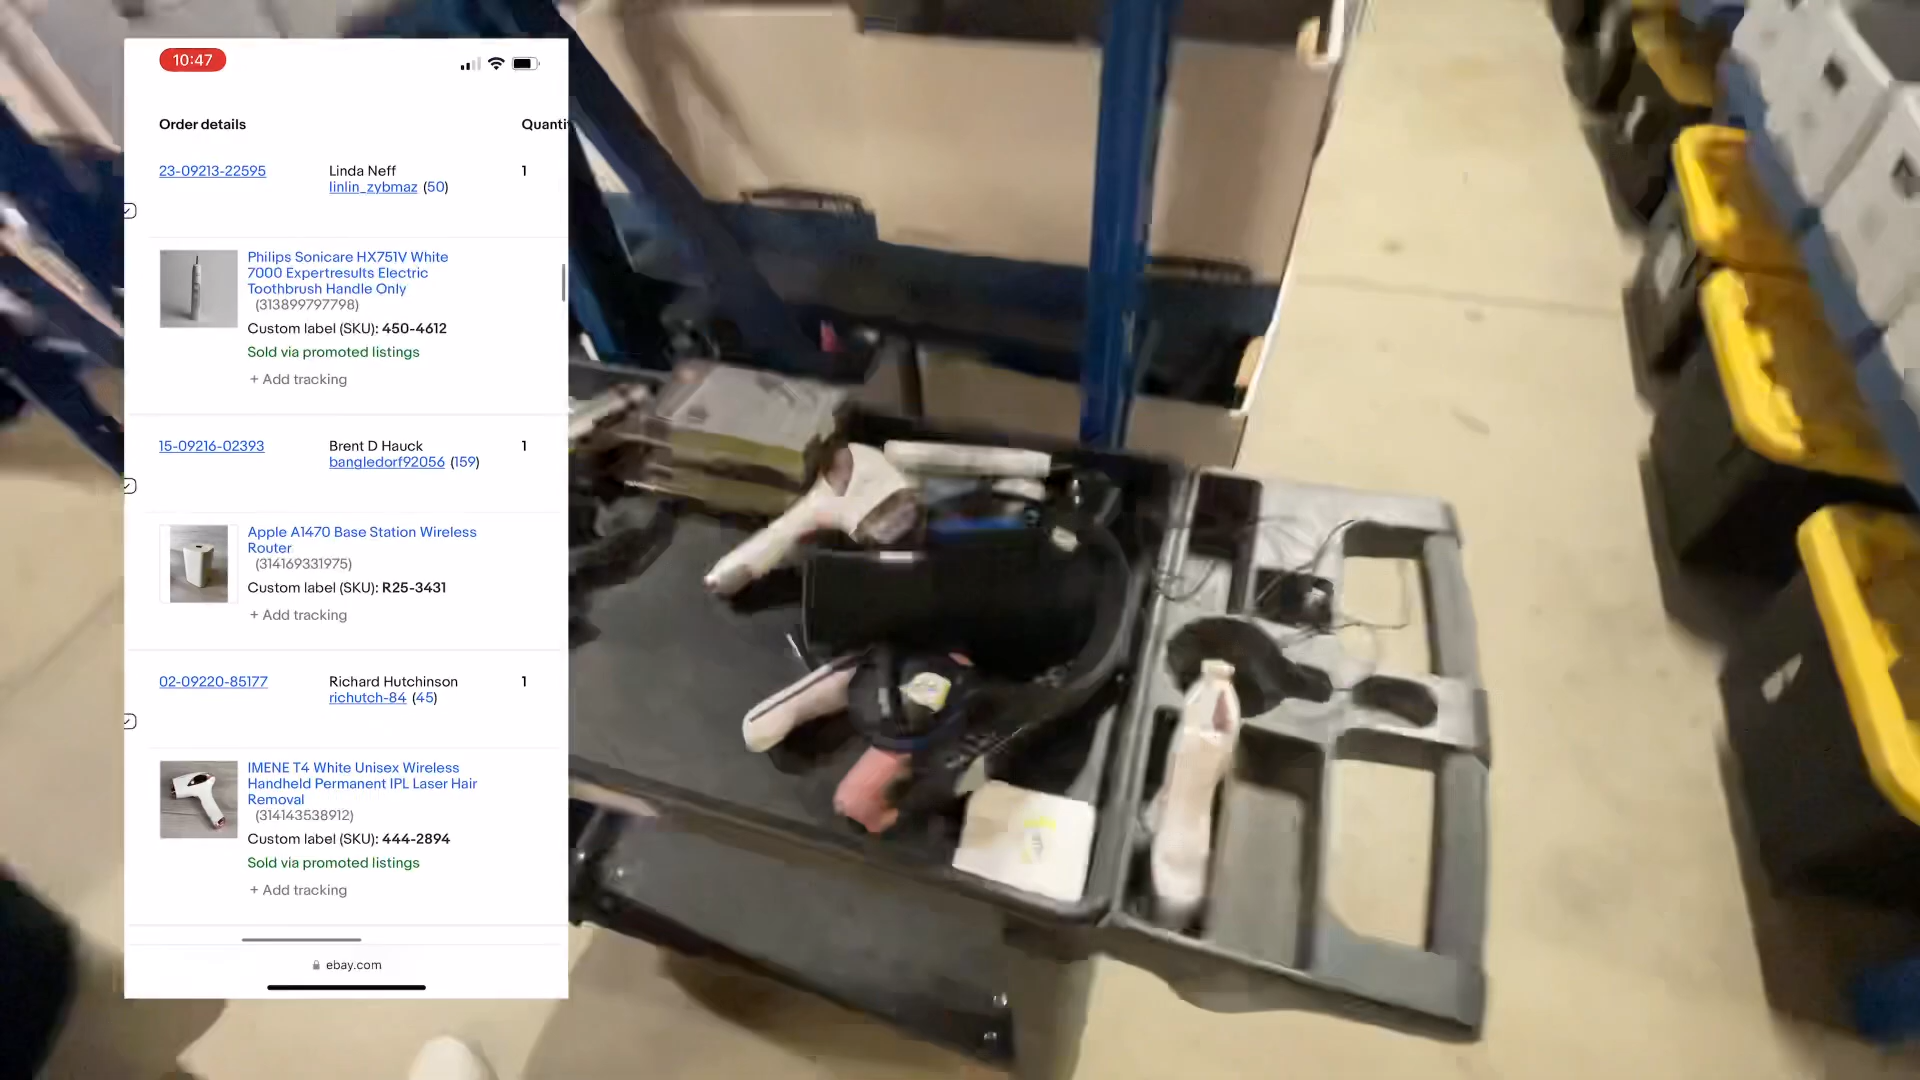 10:47
Order details
Quanti
23-09213-22595
Linda Neff
linlin_zybmaz (50)
1
Philips Sonicare HX751V White
7000 Expertresults Electric
Toothbrush Handle Only
(313899797798)
Custom label (SKU): 450-4612
Sold via promoted listings
+ Add tracking
15-09216-02393
Brent D Hauck
bangledorf92056 (159)
1
Apple A1470 Base Station Wireless
Router
(314169331975)
Custom label (SKU): R25-3431
+ Add tracking
02-09220-85177
Richard Hutchinson
richutch-84 (45)
1
IMENE T4 White Unisex Wireless
Handheld Permanent IPL Laser Hair
Removal
(314143538912)
Custom label (SKU): 444-2894
Sold via promoted listings
+ Add tracking
ebay.com